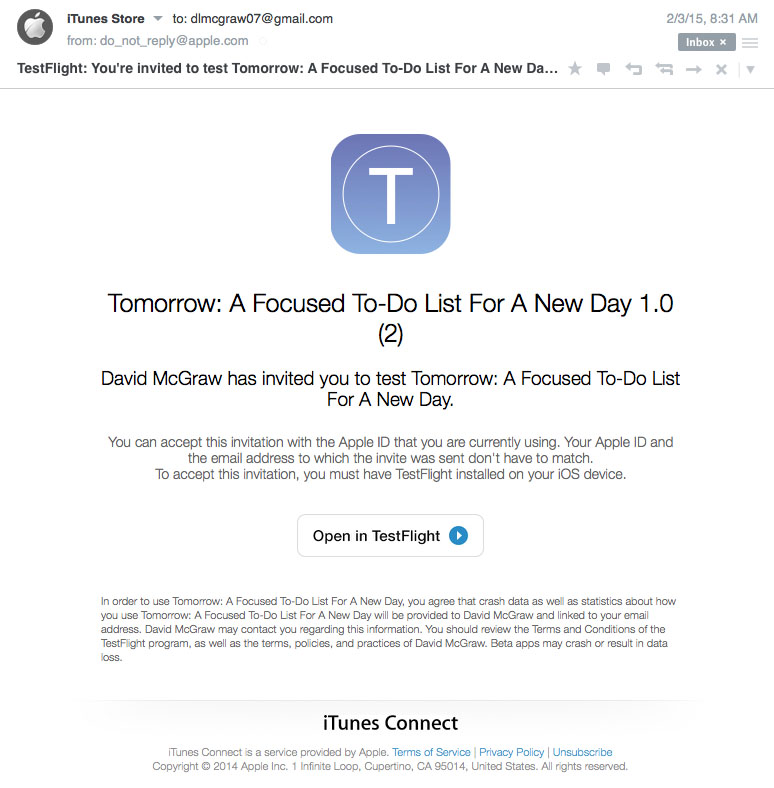 iTunes Store to: dlmcgraw07@gmail.com 2/3/15, 8:31 AM
from: do_not_reply@apple.com Inbox ×
TestFlight: You're invited to test Tomorrow: A Focused To-Do List For A New Da...
T
Tomorrow: A Focused To-Do List For A New Day 1.0
(2)
David McGraw has invited you to test Tomorrow: A Focused To-Do List
For A New Day.
You can accept this invitation with the Apple ID that you are currently using. Your Apple ID and
the email address to which the invite was sent don't have to match.
To accept this invitation, you must have TestFlight installed on your iOS device.
Open in TestFlight
In order to use Tomorrow: A Focused To-Do List For A New Day, you agree that crash data as well as statistics about how
you use Tomorrow: A Focused To-Do List For A New Day will be provided to David McGraw and linked to your email
address. David McGraw may contact you regarding this information. You should review the Terms and Conditions of the
TestFlight program, as well as the terms, policies, and practices of David McGraw. Beta apps may crash or result in data
loss.
iTunes Connect
iTunes Connect is a service provided by Apple. Terms of Service | Privacy Policy | Unsubscribe
Copyright © 2014 Apple Inc. 1 Infinite Loop, Cupertino, CA 95014, United States. All rights reserved.